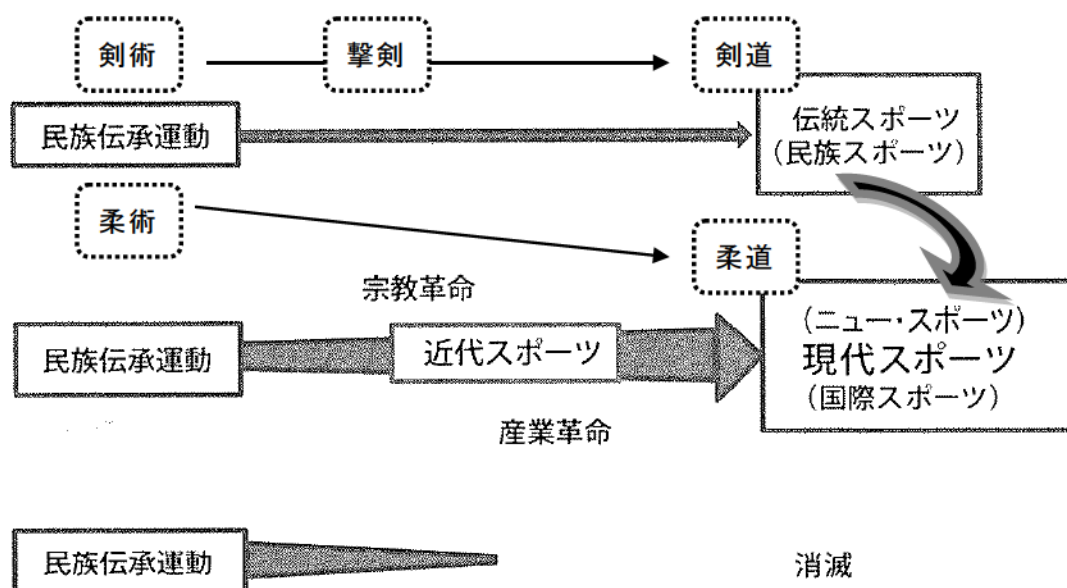 剣術
撃剣
剣道
民族伝承運動
伝統スポーツ
(民族スポーツ)
柔術
柔道
宗教革命
民族伝承運動
近代スポーツ
(ニュー・スポーツ)
現代スポーツ
(国際スポーツ)
産業革命
民族伝承運動
消滅